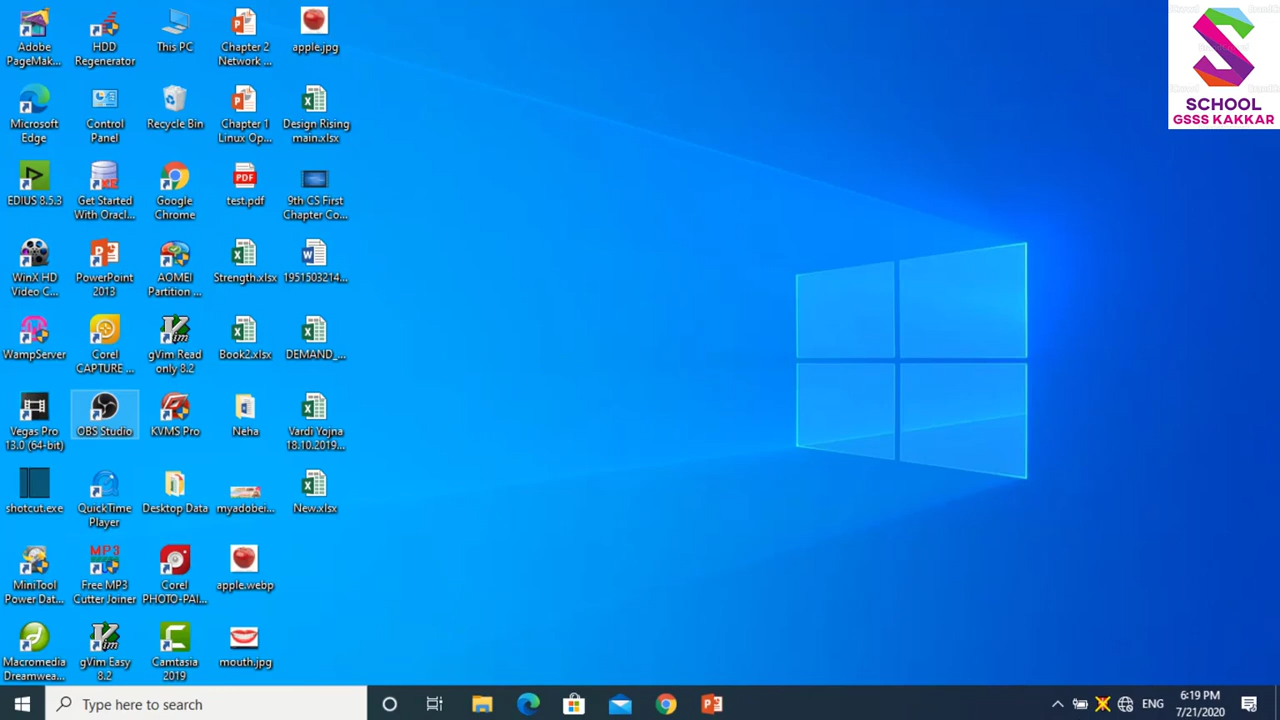 Adobe
PageMak...
HDD
Regenerator
This PC
Chapter 2
Network ...
apple.jpg
SCHOOL
GSSS KAKKAR
Microsoft
Edge
Control
Panel
Recycle Bin
Chapter 1
Linux Op...
Design Rising
main.xlsx
EDIUS 8.5.3
Get Started
With Oracl...
Google
Chrome
PDF
test.pdf
9th CS First
Chapter Co...
WinX HD
Video C...
PowerPoint
2013
AOMEI
Partition ...
Strength.xlsx
1951503214...
WampServer
Corel
CAPTURE ...
gVim Read
only 8.2
Book2.xlsx
DEMAND_...
Vegas Pro
13.0 (64-bit)
OBS Studio
KVMS Pro
Neha
Vardi Yojna
18.10.2019...
shotcut.exe
QuickTime
Player
Desktop Data
myadobei...
New.xlsx
MiniTool
Power Dat...
MP3
Free MP3
Cutter Joiner
Corel
PHOTO-PAI...
apple.webp
Macromedia
Dreamwea...
gVim Easy
8.2
Camtasia
2019
mouth.jpg
Type here to search
ENG
6:19 PM
7/21/2020